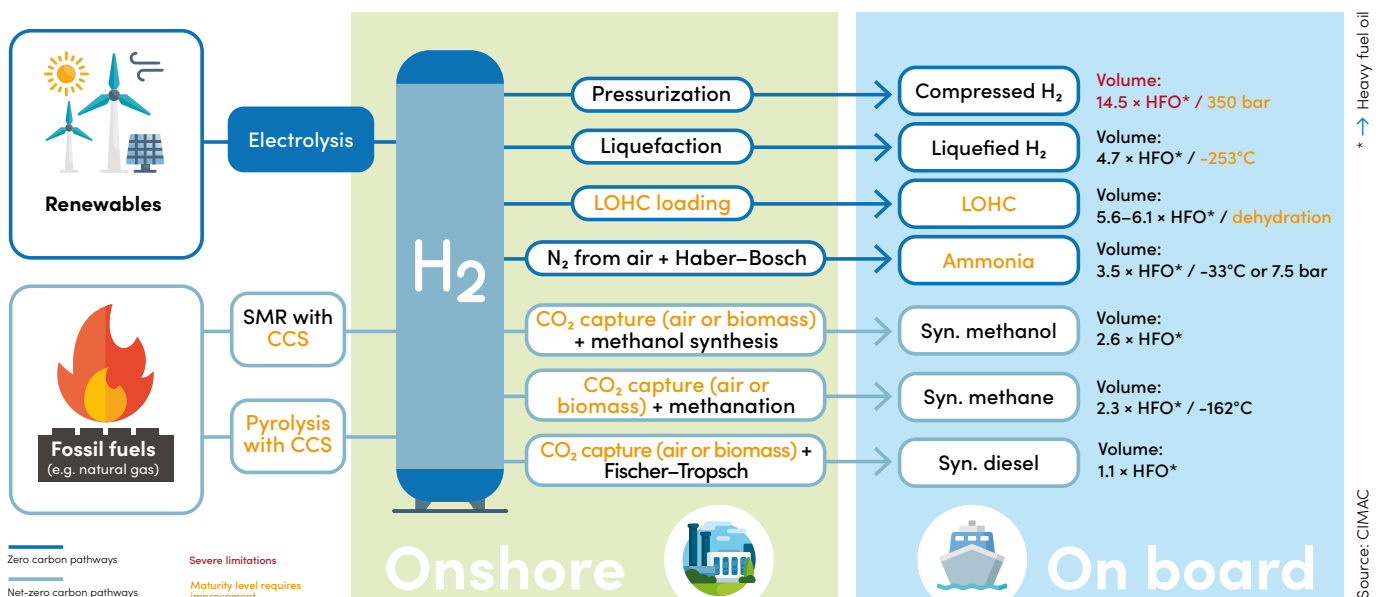 Renewables
Electrolysis
Fossil fuels
(e.g. natural gas)
SMR with
CCS
Pyrolysis
with CCS
H₂
Pressurization
Liquefaction
LOHC loading
N₂ from air + Haber–Bosch
CO₂ capture (air or biomass)
+ methanol synthesis
CO₂ capture (air or
biomass) + methanation
CO₂ capture (air or biomass) +
Fischer–Tropsch
Compressed H₂
Volume:
14.5 × HFO* / 350 bar
Liquefied H₂
Volume:
4.7 × HFO* / -253°C
LOHC
Volume:
5.6–6.1 × HFO* / dehydration
Ammonia
Volume:
3.5 × HFO* / -33°C or 7.5 bar
Syn. methanol
Volume:
2.6 × HFO*
Syn. methane
Volume:
2.3 × HFO* / -162°C
Syn. diesel
Volume:
1.1 × HFO*
Onshore
On board
Zero carbon pathways
Net-zero carbon pathways
Severe limitations
Maturity level requires
improvement
* → Heavy fuel oil
Source: CIMAC